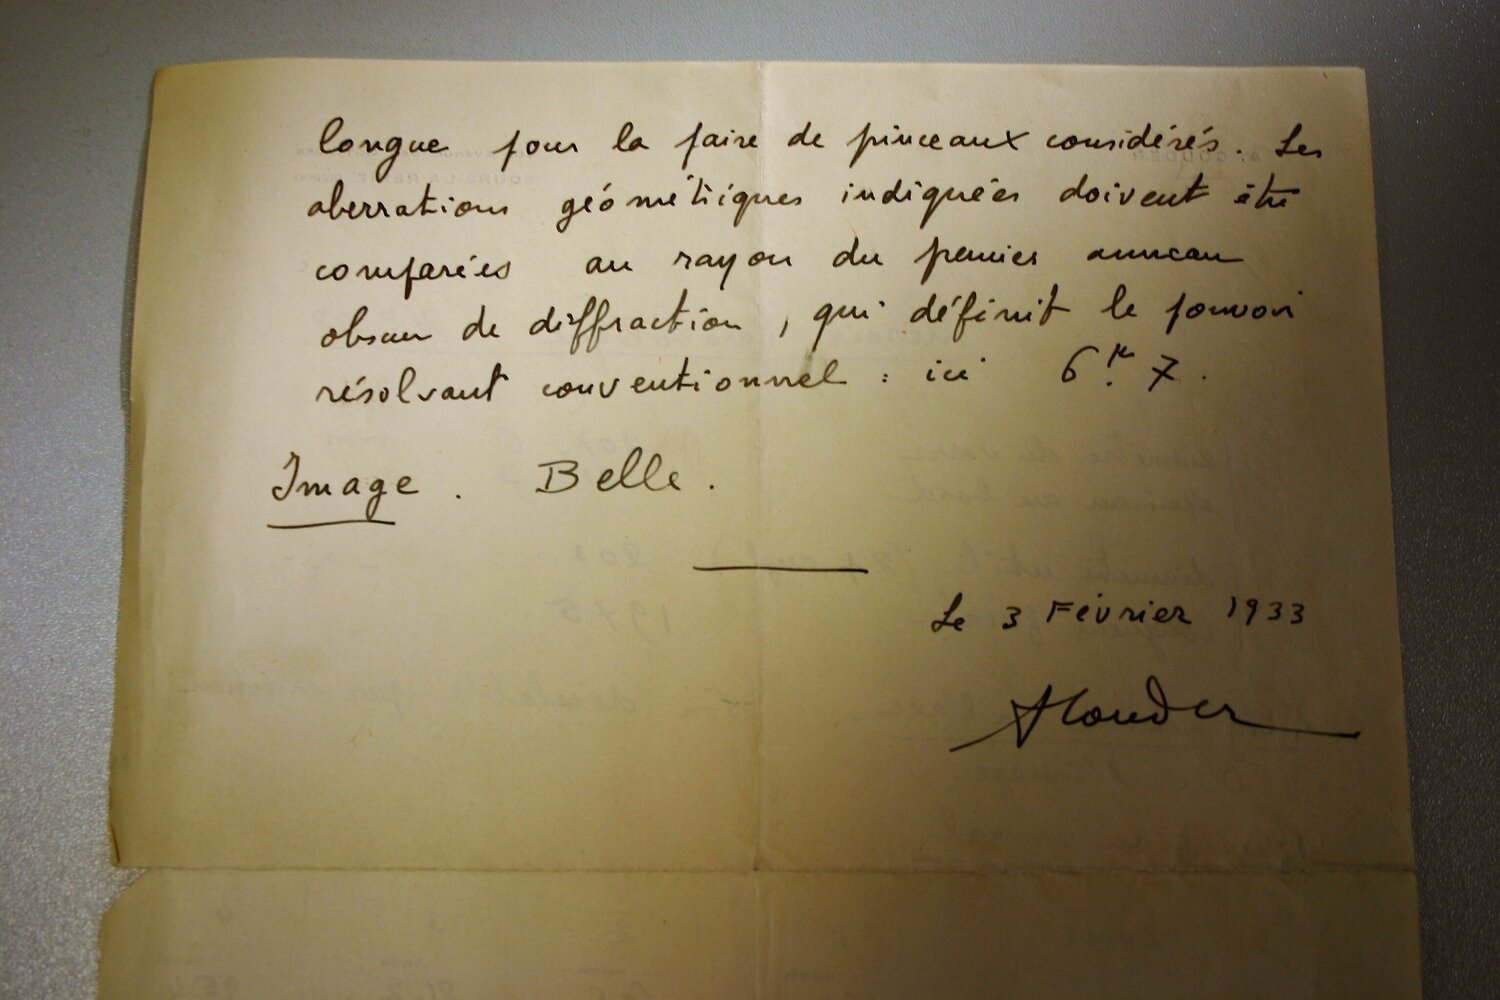 longue pour la paire de pinceaux considérés. Les
aberrations géométriques indiquées doivent être
comparées au rayon du premier anneau
obscur de diffraction, qui définit le pouvoir
résolvant conventionnel : ici 6^µ. 7.
Image. Belle.
Le 3 Février 1933